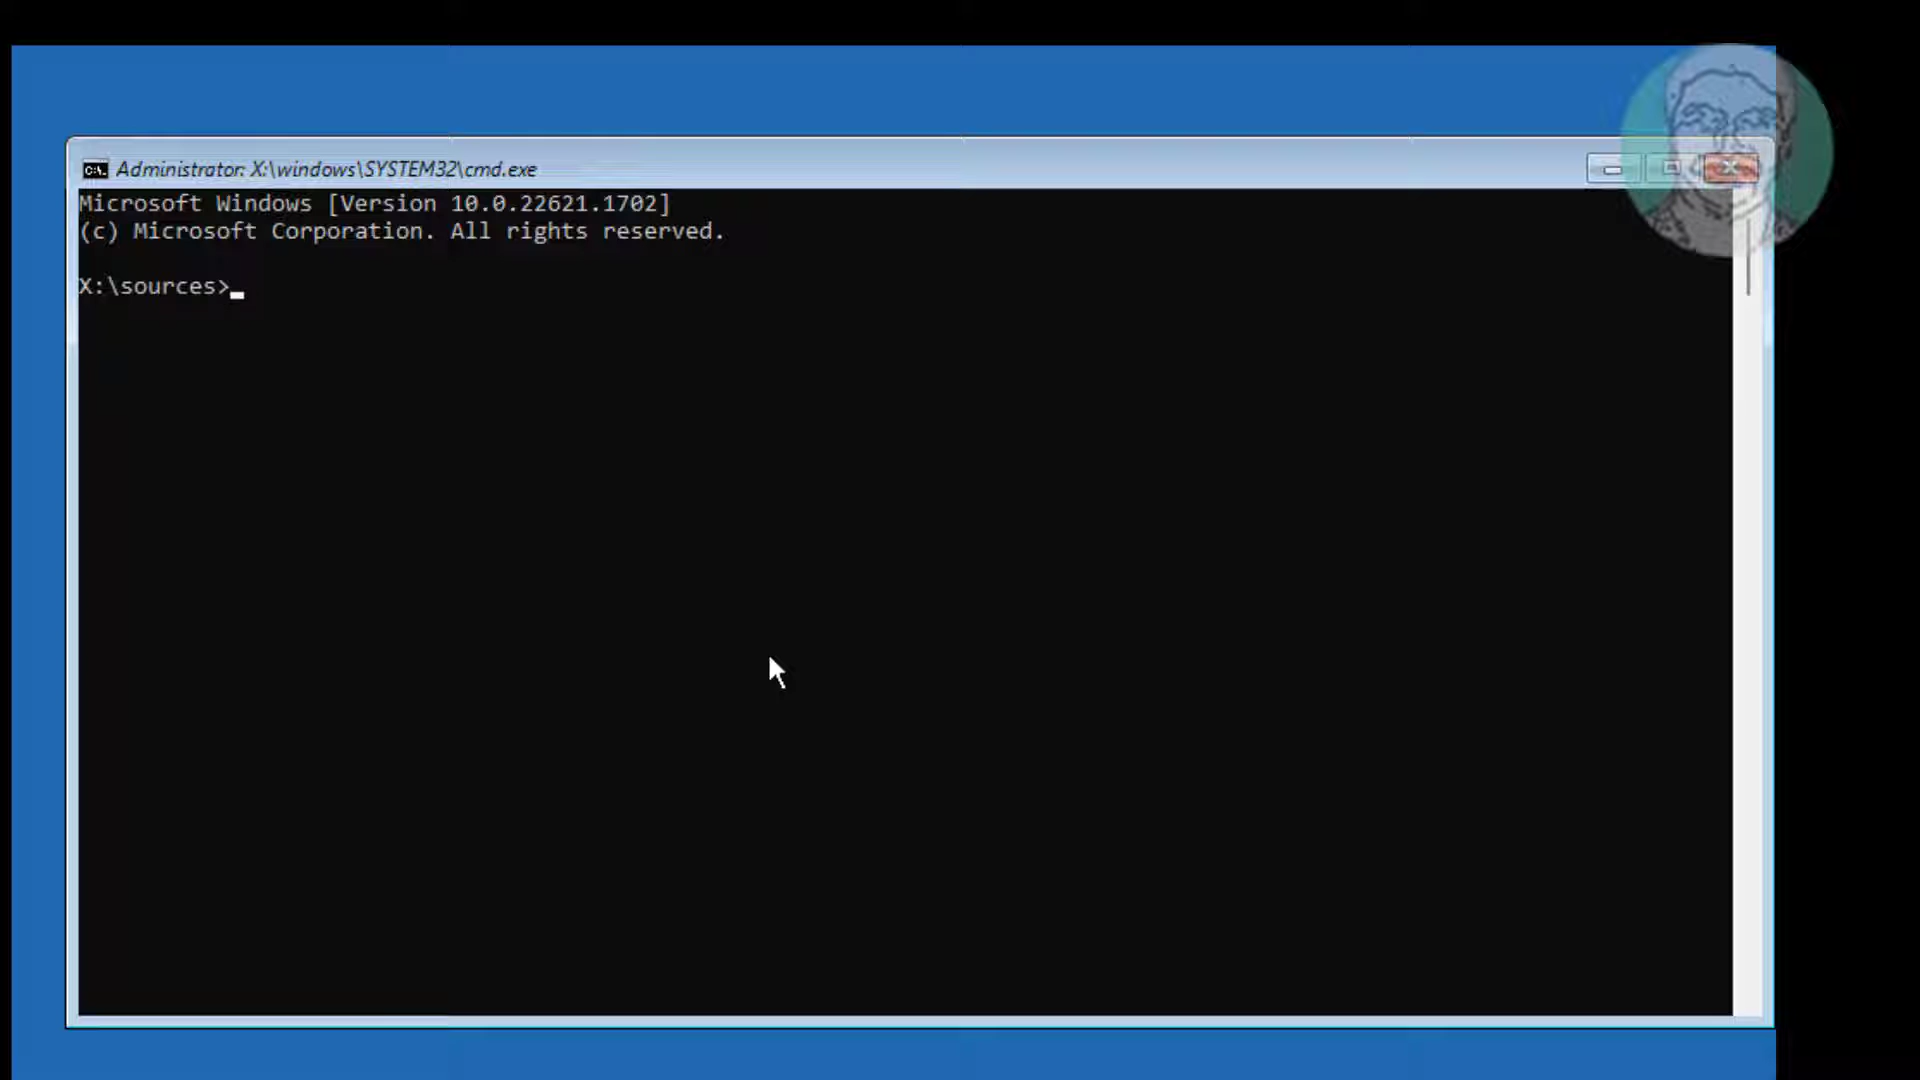 Administrator: X:\windows\SYSTEM32\cmd.exe
Microsoft Windows [Version 10.0.22621.1702]
(c) Microsoft Corporation. All rights reserved.
X:\sources>